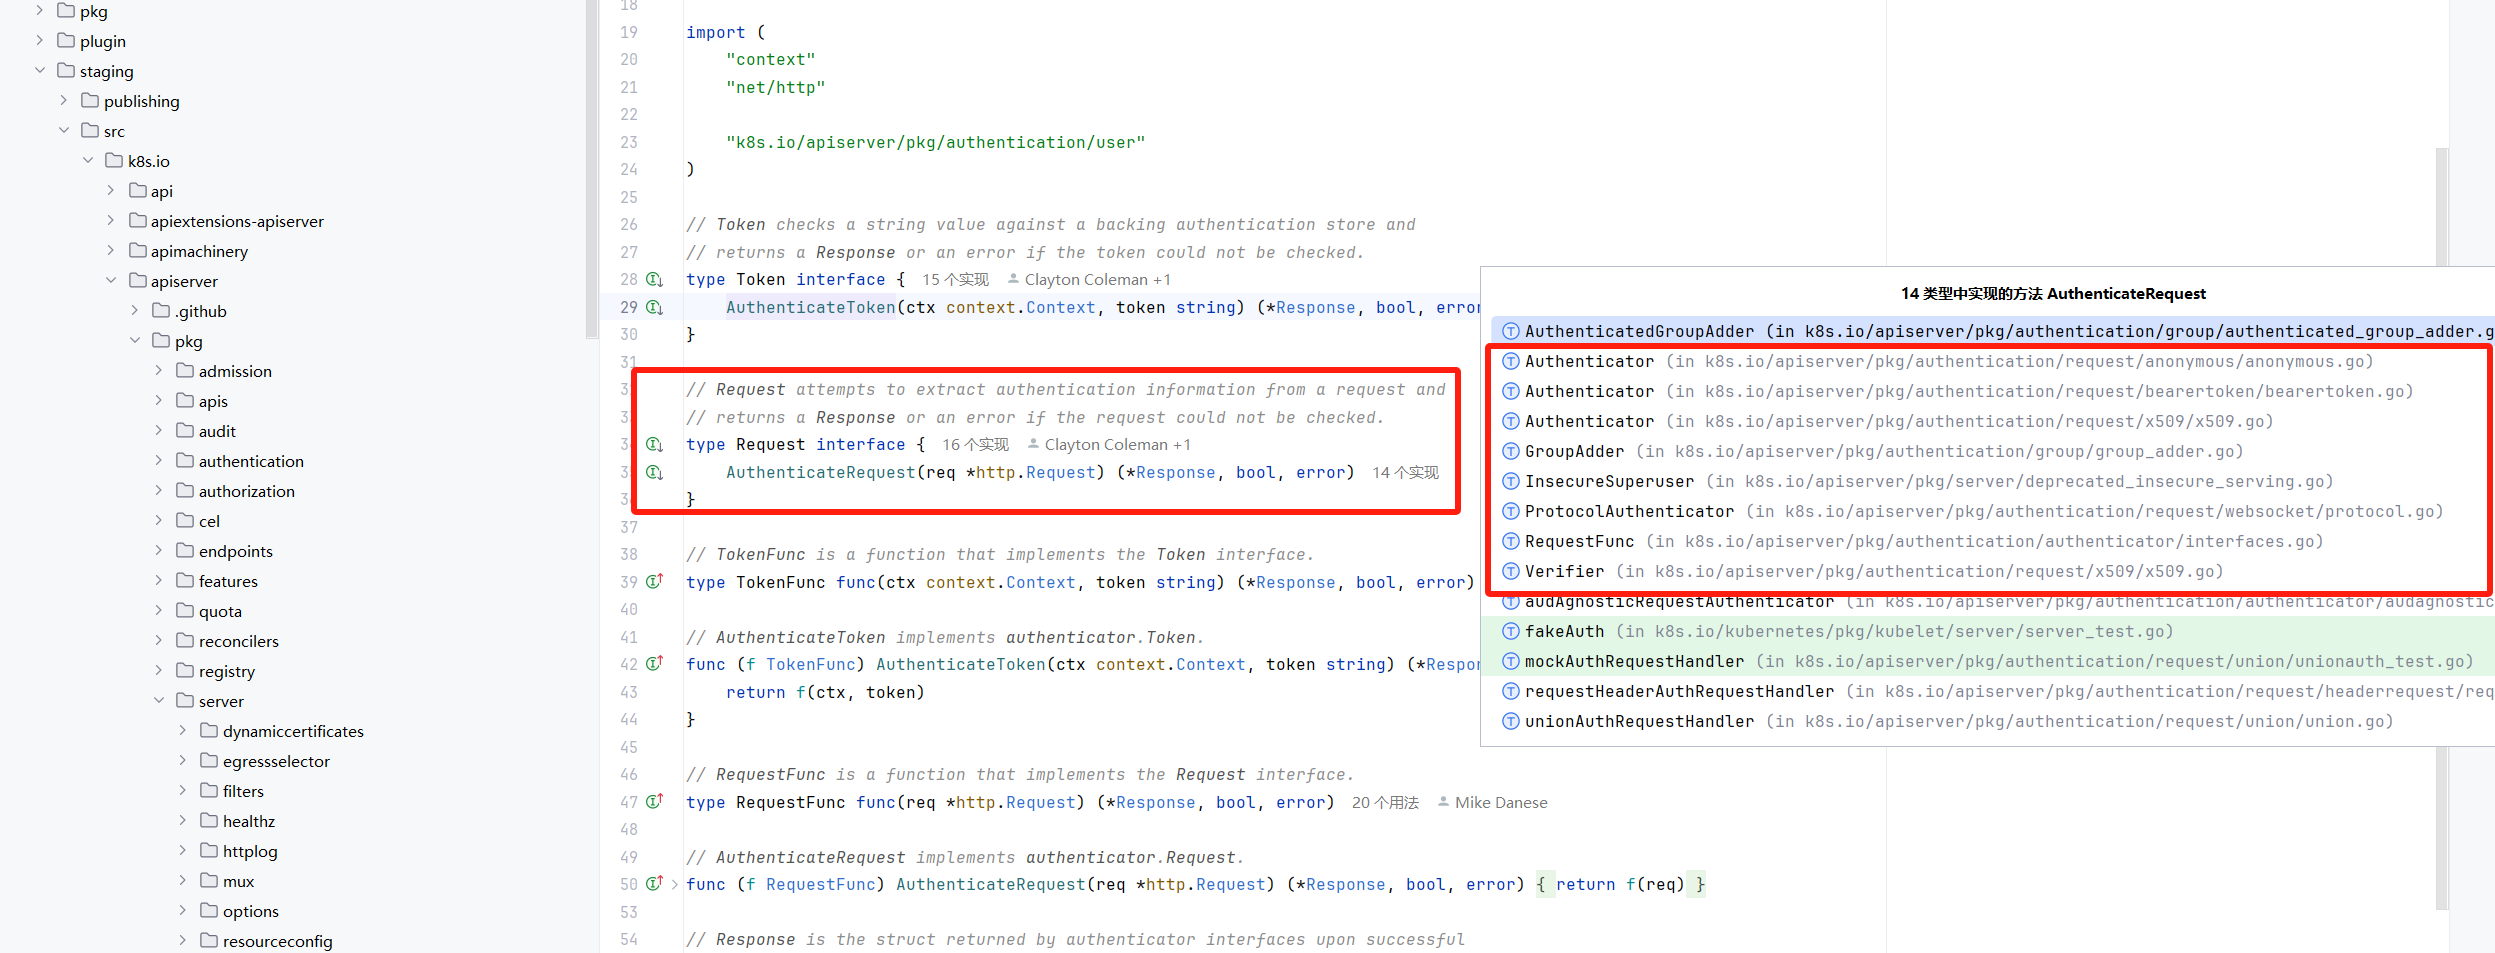 pkg
plugin
staging
publishing
src
k8s.io
api
apiextensions-apiserver
apimachinery
apiserver
.github
pkg
admission
apis
audit
authentication
authorization
cel
endpoints
features
quota
reconcilers
registry
server
dynamiccertificates
egressselector
filters
healthz
httplog
mux
options
resourceconfig
18
19 import (
20 "context"
21 "net/http"
22
23 "k8s.io/apiserver/pkg/authentication/user"
24 )
25
26 // Token checks a string value against a backing authentication store and
27 // returns a Response or an error if the token could not be checked.
28 type Token interface { 15 个实现 Clayton Coleman +1
29 AuthenticateToken(ctx context.Context, token string) (*Response, bool, error
30 }
31
// Request attempts to extract authentication information from a request and
// returns a Response or an error if the request could not be checked.
type Request interface { 16 个实现 Clayton Coleman +1
AuthenticateRequest(req *http.Request) (*Response, bool, error) 14 个实现
}
37
38 // TokenFunc is a function that implements the Token interface.
39 type TokenFunc func(ctx context.Context, token string) (*Response, bool, error)
40
41 // AuthenticateToken implements authenticator.Token.
42 func (f TokenFunc) AuthenticateToken(ctx context.Context, token string) (*Respon
43 return f(ctx, token)
44 }
45
46 // RequestFunc is a function that implements the Request interface.
47 type RequestFunc func(req *http.Request) (*Response, bool, error) 20 个用法 Mike Danese
48
49 // AuthenticateRequest implements authenticator.Request.
50 func (f RequestFunc) AuthenticateRequest(req *http.Request) (*Response, bool, error) { return f(req) }
53
54 // Response is the struct returned by authenticator interfaces upon successful
14 类型中实现的方法 AuthenticateRequest
AuthenticatedGroupAdder (in k8s.io/apiserver/pkg/authentication/group/authenticated_group_adder.g
Authenticator (in k8s.io/apiserver/pkg/authentication/request/anonymous/anonymous.go)
Authenticator (in k8s.io/apiserver/pkg/authentication/request/bearertoken/bearertoken.go)
Authenticator (in k8s.io/apiserver/pkg/authentication/request/x509/x509.go)
GroupAdder (in k8s.io/apiserver/pkg/authentication/group/group_adder.go)
InsecureSuperuser (in k8s.io/apiserver/pkg/server/deprecated_insecure_serving.go)
ProtocolAuthenticator (in k8s.io/apiserver/pkg/authentication/request/websocket/protocol.go)
RequestFunc (in k8s.io/apiserver/pkg/authentication/authenticator/interfaces.go)
Verifier (in k8s.io/apiserver/pkg/authentication/request/x509/x509.go)
audAgnosticRequestAuthenticator (in k8s.io/apiserver/pkg/authentication/authenticator/audagnostic
fakeAuth (in k8s.io/kubernetes/pkg/kubelet/server/server_test.go)
mockAuthRequestHandler (in k8s.io/apiserver/pkg/authentication/request/union/unionauth_test.go)
requestHeaderAuthRequestHandler (in k8s.io/apiserver/pkg/authentication/request/headerrequest/req
unionAuthRequestHandler (in k8s.io/apiserver/pkg/authentication/request/union/union.go)